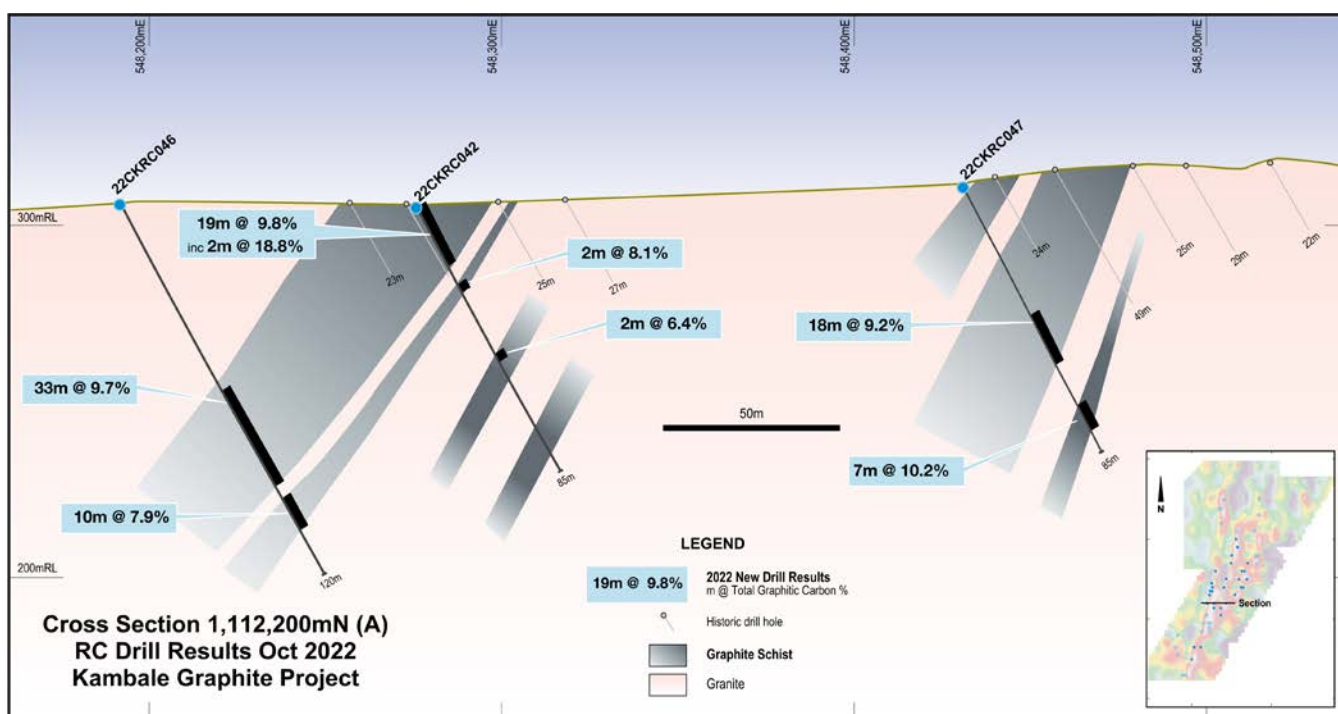 548,200mE
548,300mE
548,400mE
548,500mE
22CKRC046
22CKRC042
22CKRC047
300mRL
19m @ 9.8%
inc 2m @ 18.8%
2m @ 8.1%
23m
25m
27m
24m
25m
29m
22m
49m
2m @ 6.4%
18m @ 9.2%
33m @ 9.7%
50m
85m
7m @ 10.2%
85m
10m @ 7.9%
120m
200mRL
LEGEND
19m @ 9.8%
2022 New Drill Results
m @ Total Graphitic Carbon %
Historic drill hole
Graphite Schist
Granite
N
Section
Cross Section 1,112,200mN (A)
RC Drill Results Oct 2022
Kambale Graphite Project